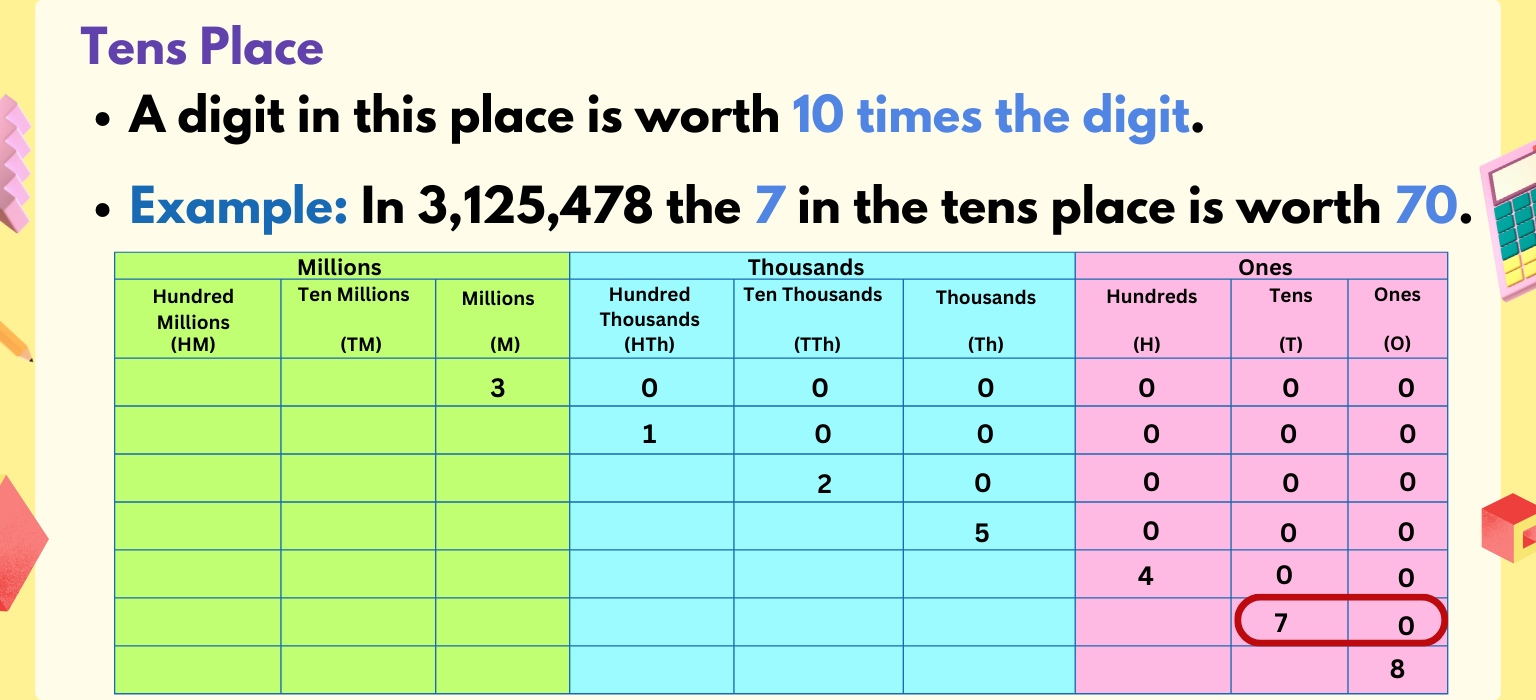 Tens Place
• A digit in this place is worth 10 times the digit.
• Example: In 3,125,478 the 7 in the tens place is worth 70.
Millions Thousands Ones
Hundred Millions (HM) Ten Millions (TM) Millions (M) Hundred Thousands (HTh) Ten Thousands (TTh) Thousands (Th) Hundreds (H) Tens (T) Ones (O)
3 0 0 0 0 0 0
1 0 0 0 0 0
2 0 0 0 0
5 0 0 0
4 0 0
7 0
8